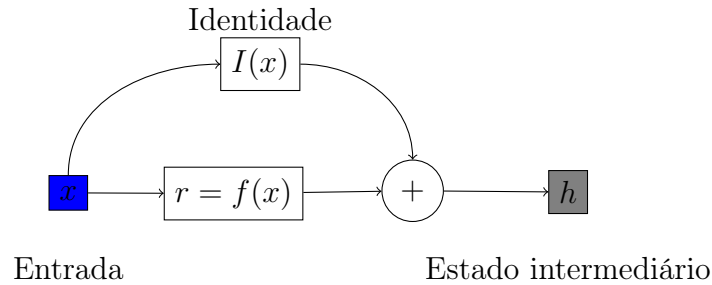 Identidade
I(x)
x
r = f(x)
+
h
Entrada
Estado intermediário